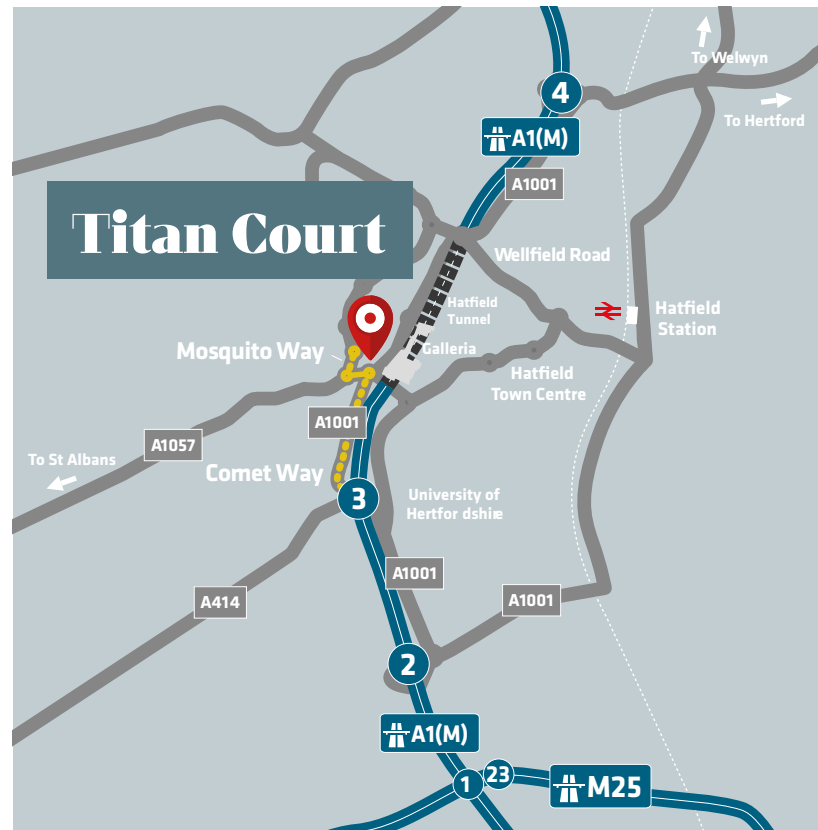 To Welwyn
4
To Hertford
A1(M)
A1001
Titan Court
Wellfield Road
Hatfield
Tunnel
Hatfield
Station
Mosquito Way
Galleria
Hatfield
Town Centre
A1001
A1057
To St Albans
Comet Way
3
University of
Hertfor dshire
A1001
A414
A1001
2
A1(M)
1
23
M25